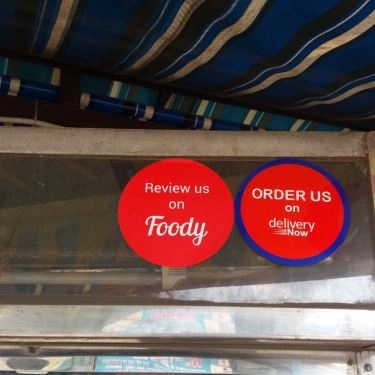 Review us
on
Foody
ORDER US
on
delivery
Now